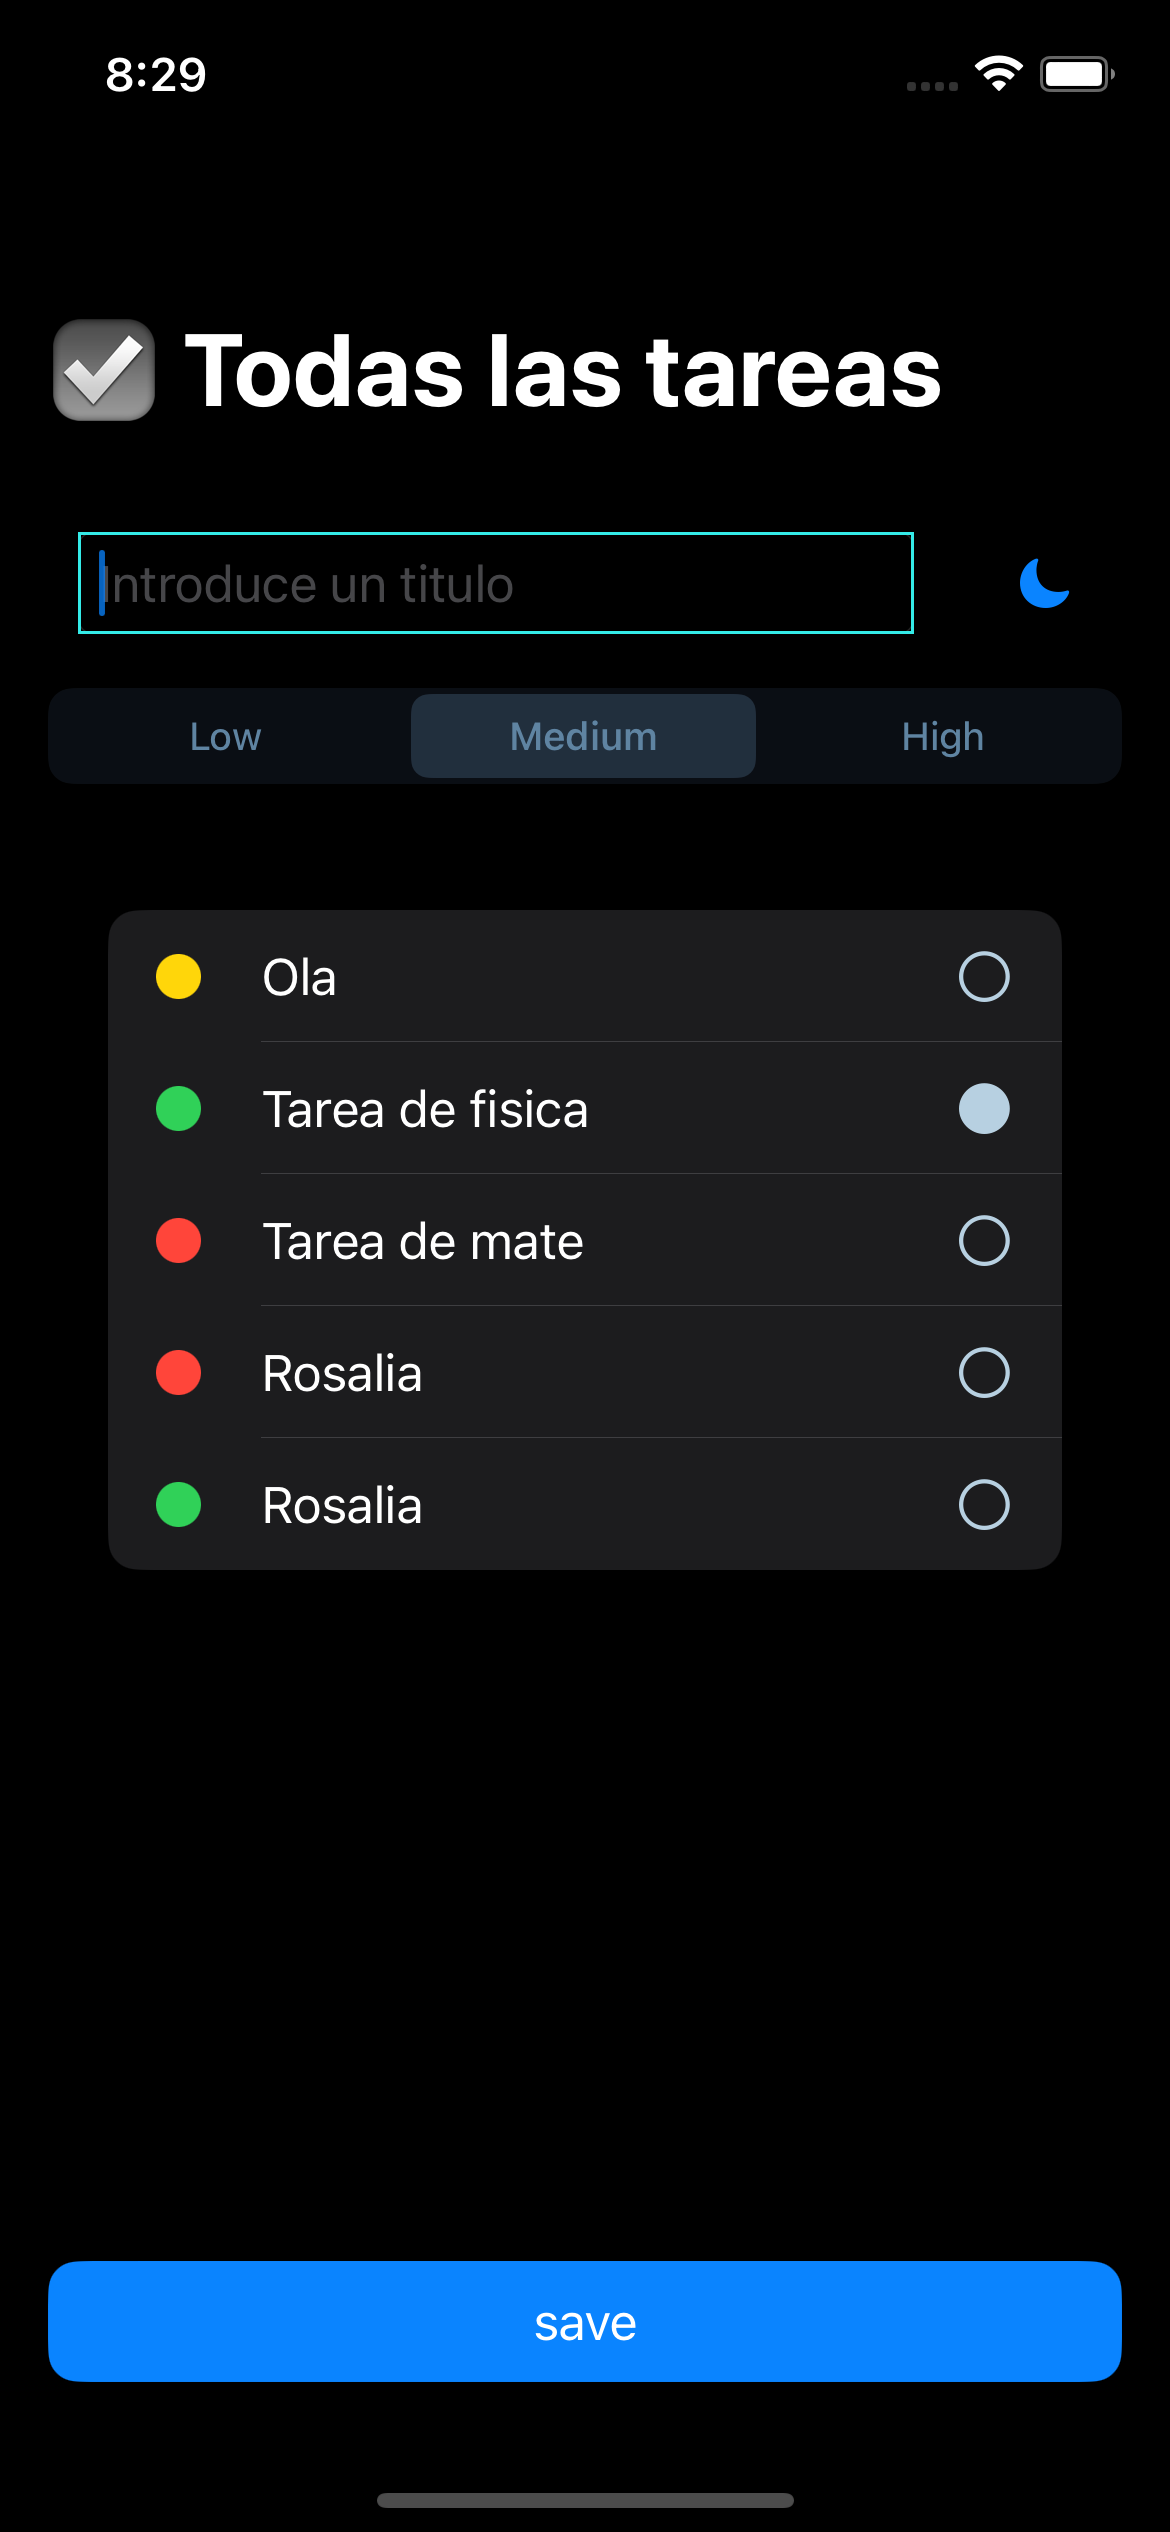 8:29
Todas las tareas
Introduce un titulo
Low
Medium
High
Ola
Tarea de fisica
Tarea de mate
Rosalia
Rosalia
save